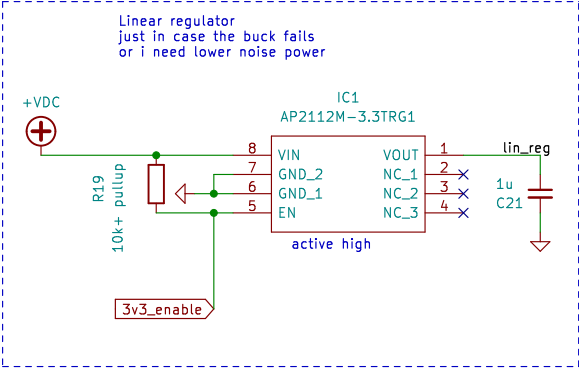 Linear regulator
just in case the buck fails
or i need lower noise power
+VDC
IC1
AP2112M-3.3TRG1
8 VIN VOUT 1 lin_reg
7 GND_2 NC_1 2
6 GND_1 NC_2 3
5 EN NC_3 4
R19
10k+ pullup
1u
C21
active high
3v3_enable